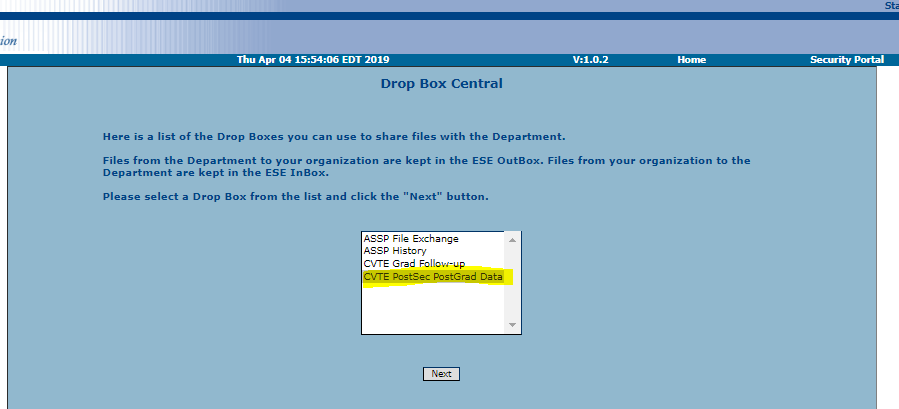 Sta
ion
Thu Apr 04 15:54:06 EDT 2019 V:1.0.2 Home Security Portal
Drop Box Central
Here is a list of the Drop Boxes you can use to share files with the Department.
Files from the Department to your organization are kept in the ESE OutBox. Files from your organization to the
Department are kept in the ESE InBox.
Please select a Drop Box from the list and click the "Next" button.
ASSP File Exchange
ASSP History
CVTE Grad Follow-up
CVTE PostSec PostGrad Data
Next